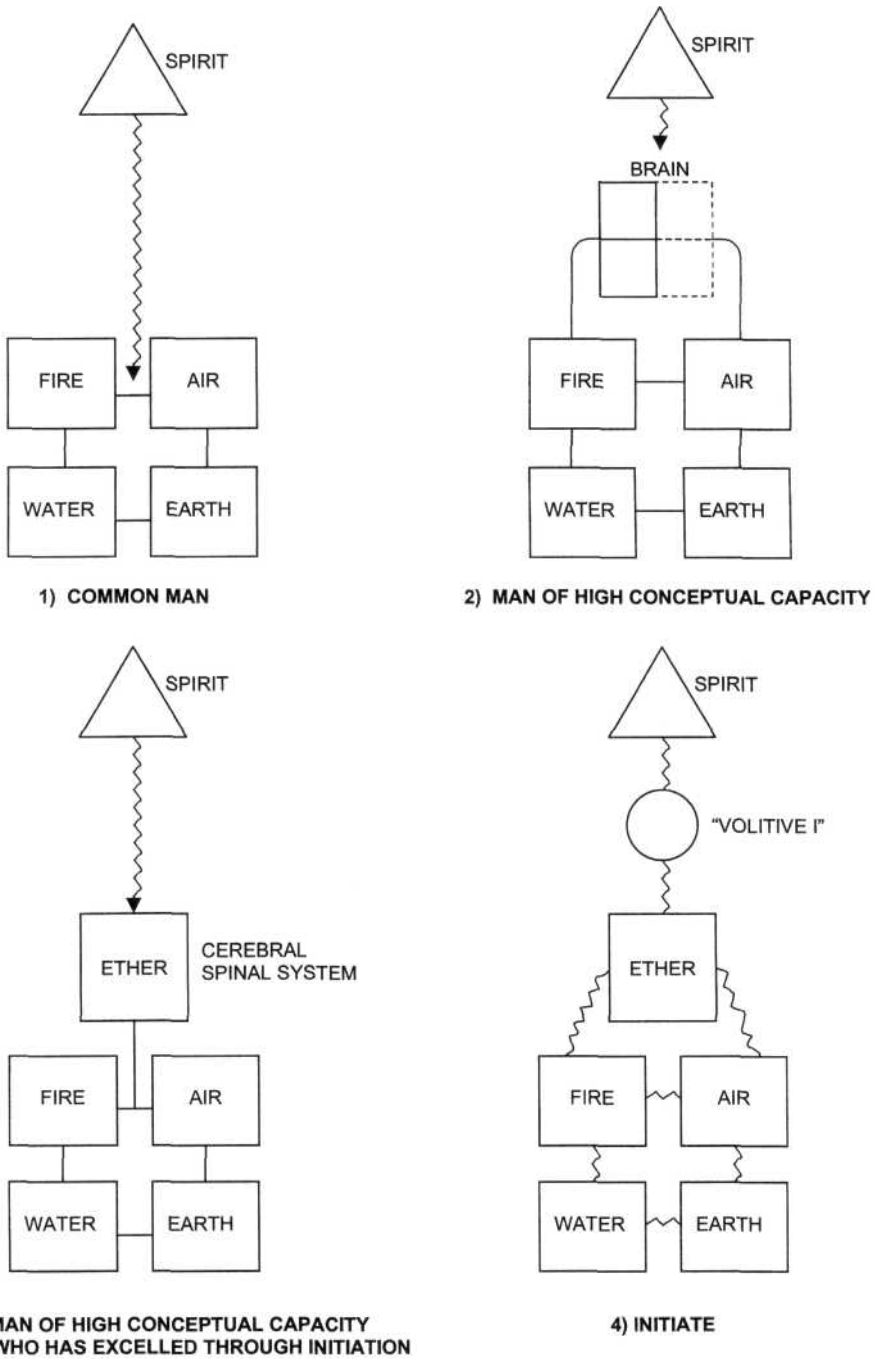 SPIRIT
FIRE
AIR
WATER
EARTH
1) COMMON MAN
SPIRIT
BRAIN
FIRE
AIR
WATER
EARTH
2) MAN OF HIGH CONCEPTUAL CAPACITY
SPIRIT
ETHER
CEREBRAL
SPINAL SYSTEM
FIRE
AIR
WATER
EARTH
MAN OF HIGH CONCEPTUAL CAPACITY
WHO HAS EXCELLED THROUGH INITIATION
SPIRIT
"VOLITIVE I"
ETHER
FIRE
AIR
WATER
EARTH
4) INITIATE